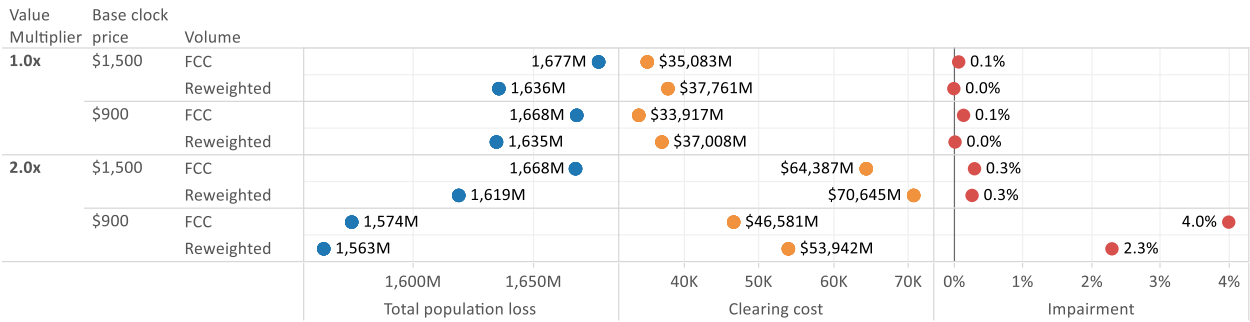 Value Multiplier Base clock price Volume
1.0x $1,500 FCC 1,677M $35,083M 0.1%
Reweighted 1,636M $37,761M 0.0%
$900 FCC 1,668M $33,917M 0.1%
Reweighted 1,635M $37,008M 0.0%
2.0x $1,500 FCC 1,668M $64,387M 0.3%
Reweighted 1,619M $70,645M 0.3%
$900 FCC 1,574M $46,581M 4.0%
Reweighted 1,563M $53,942M 2.3%
1,600M 1,650M 40K 50K 60K 70K 0% 1% 2% 3% 4%
Total population loss Clearing cost Impairment